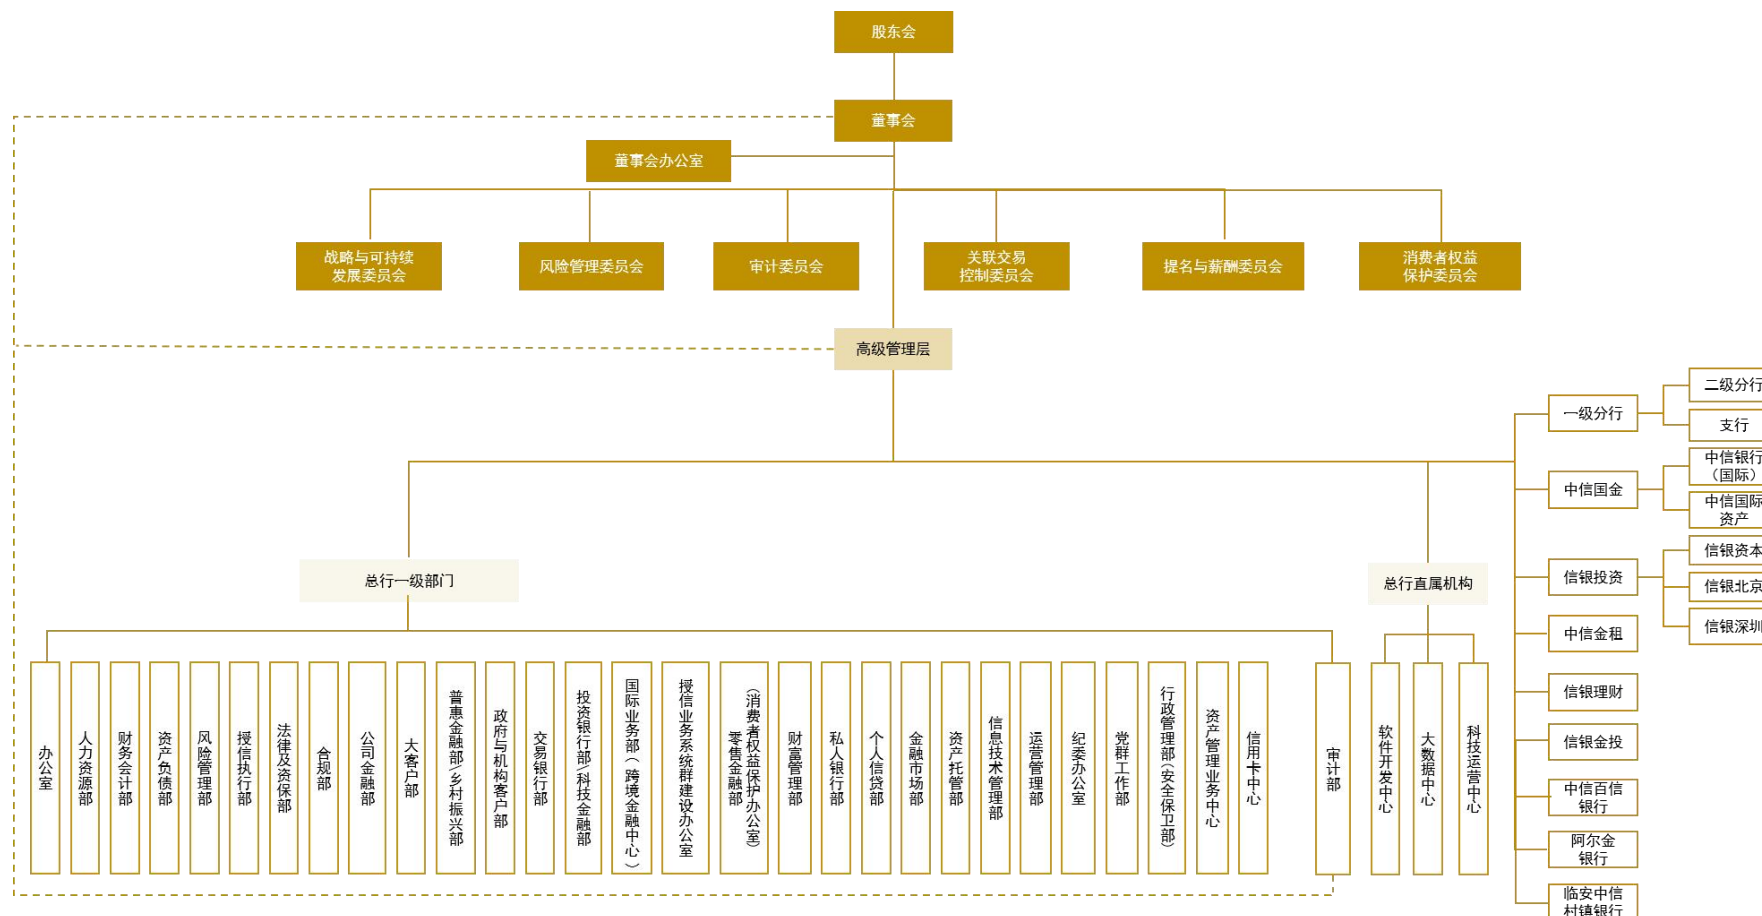 股东会
董事会
董事会办公室
战略与可持续
发展委员会
风险管理委员会
审计委员会
关联交易
控制委员会
提名与薪酬委员会
消费者权益
保护委员会
高级管理层
一级分行
二级分行
支行
中信国金
中信银行
（国际）
中信国际
资产
信银投资
信银资本
信银北京
信银深圳
中信金租
信银理财
信银金投
中信百信
银行
阿尔金
银行
临安中信
村镇银行
总行一级部门
总行直属机构
办公室
人力资源部
财务会计部
资产负债部
风险管理部
授信执行部
法律及资保部
合规部
公司金融部
大客户部
普惠金融部/乡村振兴部
政府与机构客户部
交易银行部
投资银行部/科技金融部
国际业务部（跨境金融中心）
授信业务系统群建设办公室
零售金融部
（消费者权益保护办公室）
财富管理部
私人银行部
个人信贷部
金融市场部
资产托管部
信息技术管理部
运营管理部
纪委办公室
党群工作部
行政管理部（安全保卫部）
资产管理业务中心
信用卡中心
审计部
软件开发中心
大数据中心
科技运营中心